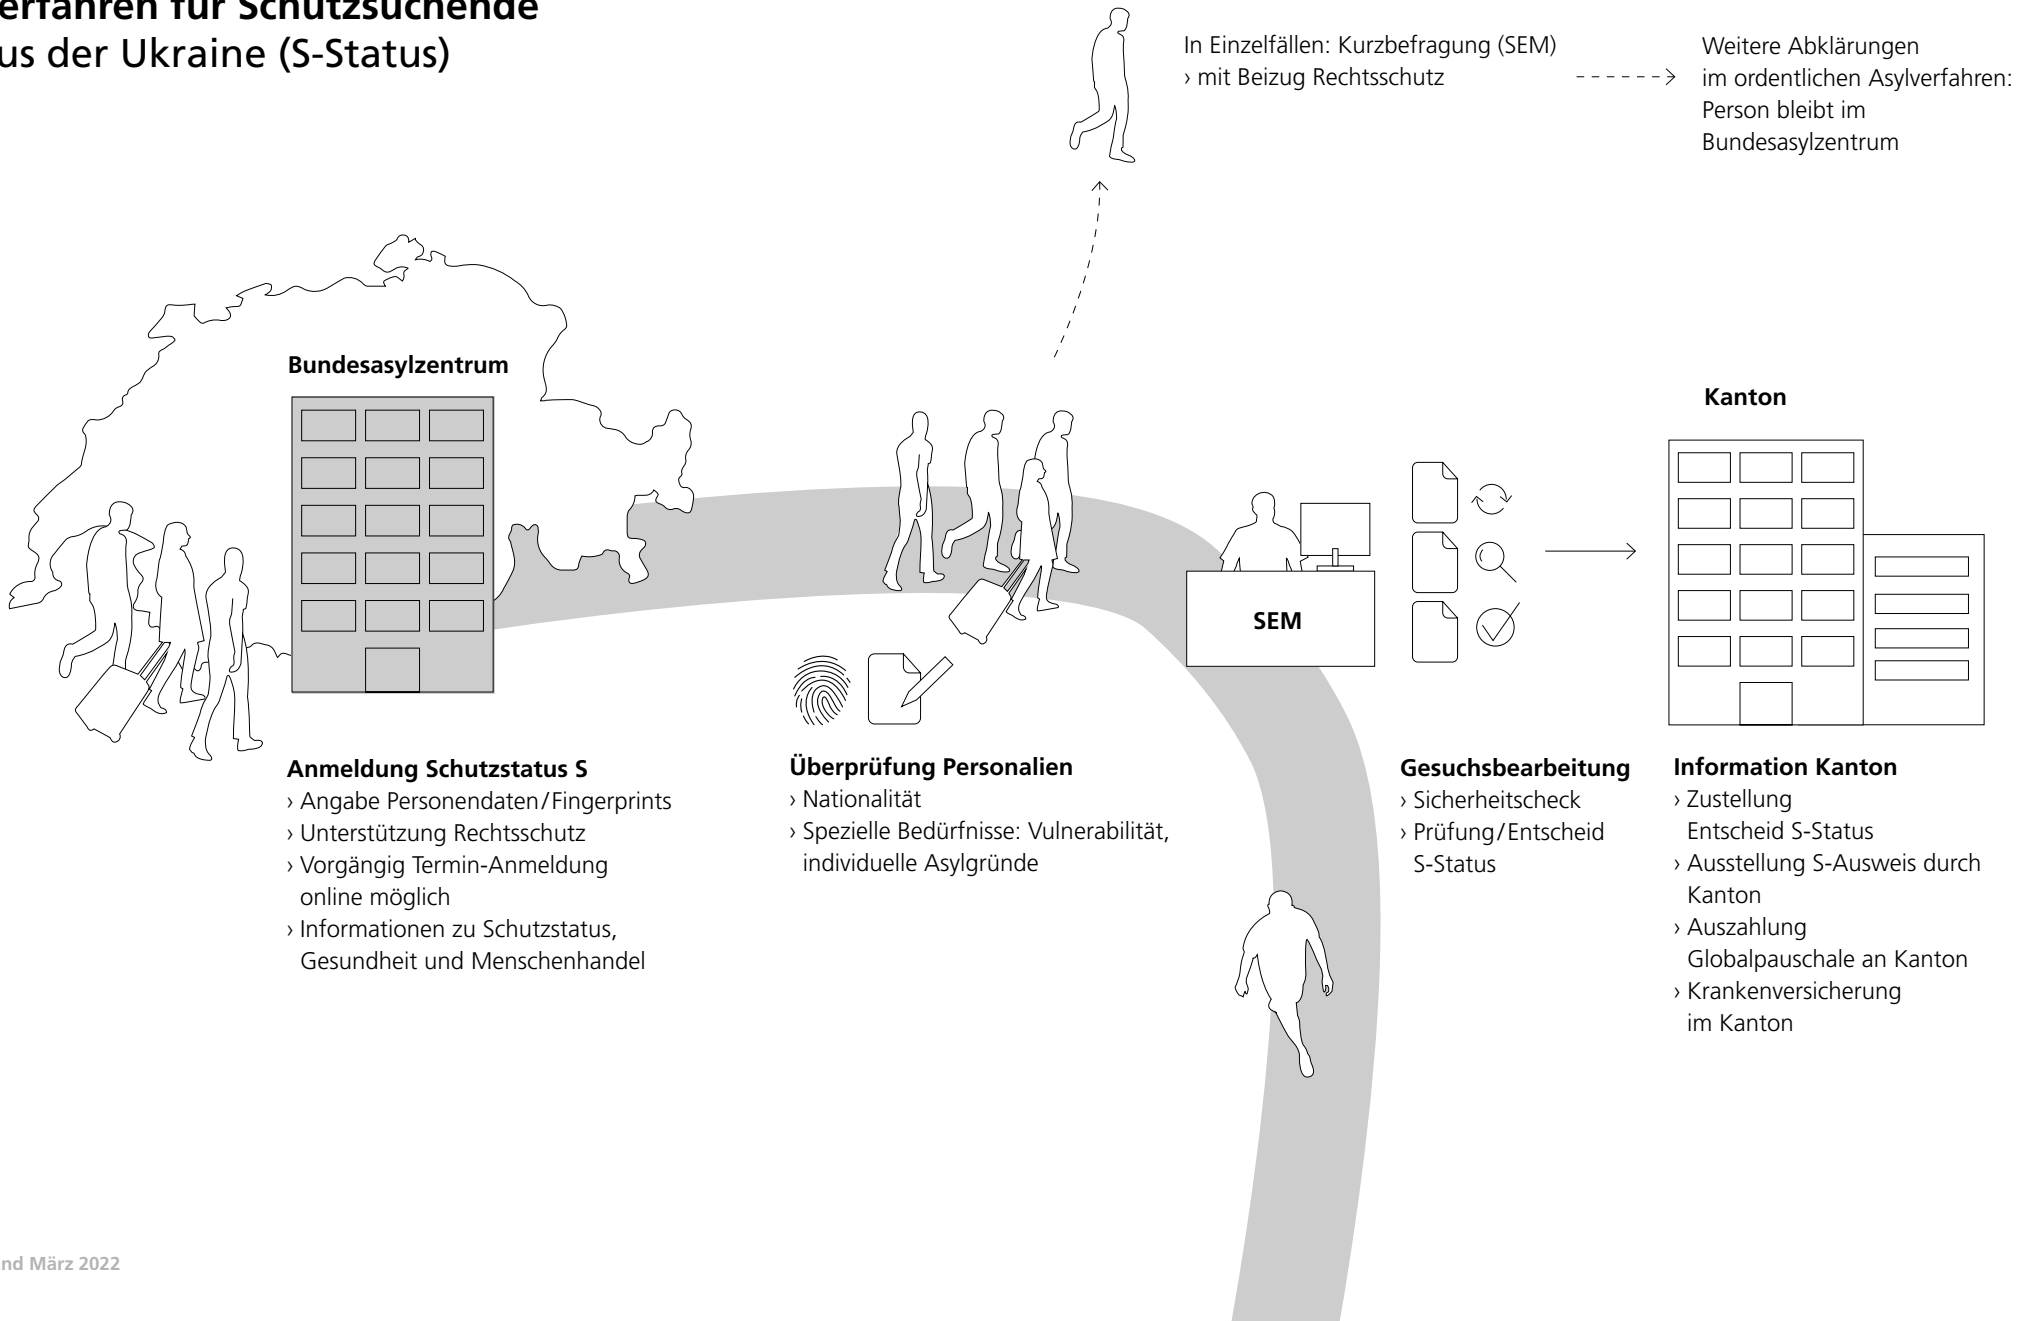 erfahren für Schutzsuchende
us der Ukraine (S-Status)
In Einzelfällen: Kurzbefragung (SEM)
› mit Beizug Rechtsschutz
Weitere Abklärungen
im ordentlichen Asylverfahren:
Person bleibt im
Bundesasylzentrum
Bundesasylzentrum
Kanton
SEM
Anmeldung Schutzstatus S
› Angabe Personendaten/Fingerprints
› Unterstützung Rechtsschutz
› Vorgängig Termin-Anmeldung
online möglich
› Informationen zu Schutzstatus,
Gesundheit und Menschenhandel
Überprüfung Personalien
› Nationalität
› Spezielle Bedürfnisse: Vulnerabilität,
individuelle Asylgründe
Gesuchsbearbeitung
› Sicherheitscheck
› Prüfung/Entscheid
S-Status
Information Kanton
› Zustellung
Entscheid S-Status
› Ausstellung S-Ausweis durch
Kanton
› Auszahlung
Globalpauschale an Kanton
› Krankenversicherung
im Kanton
nd März 2022